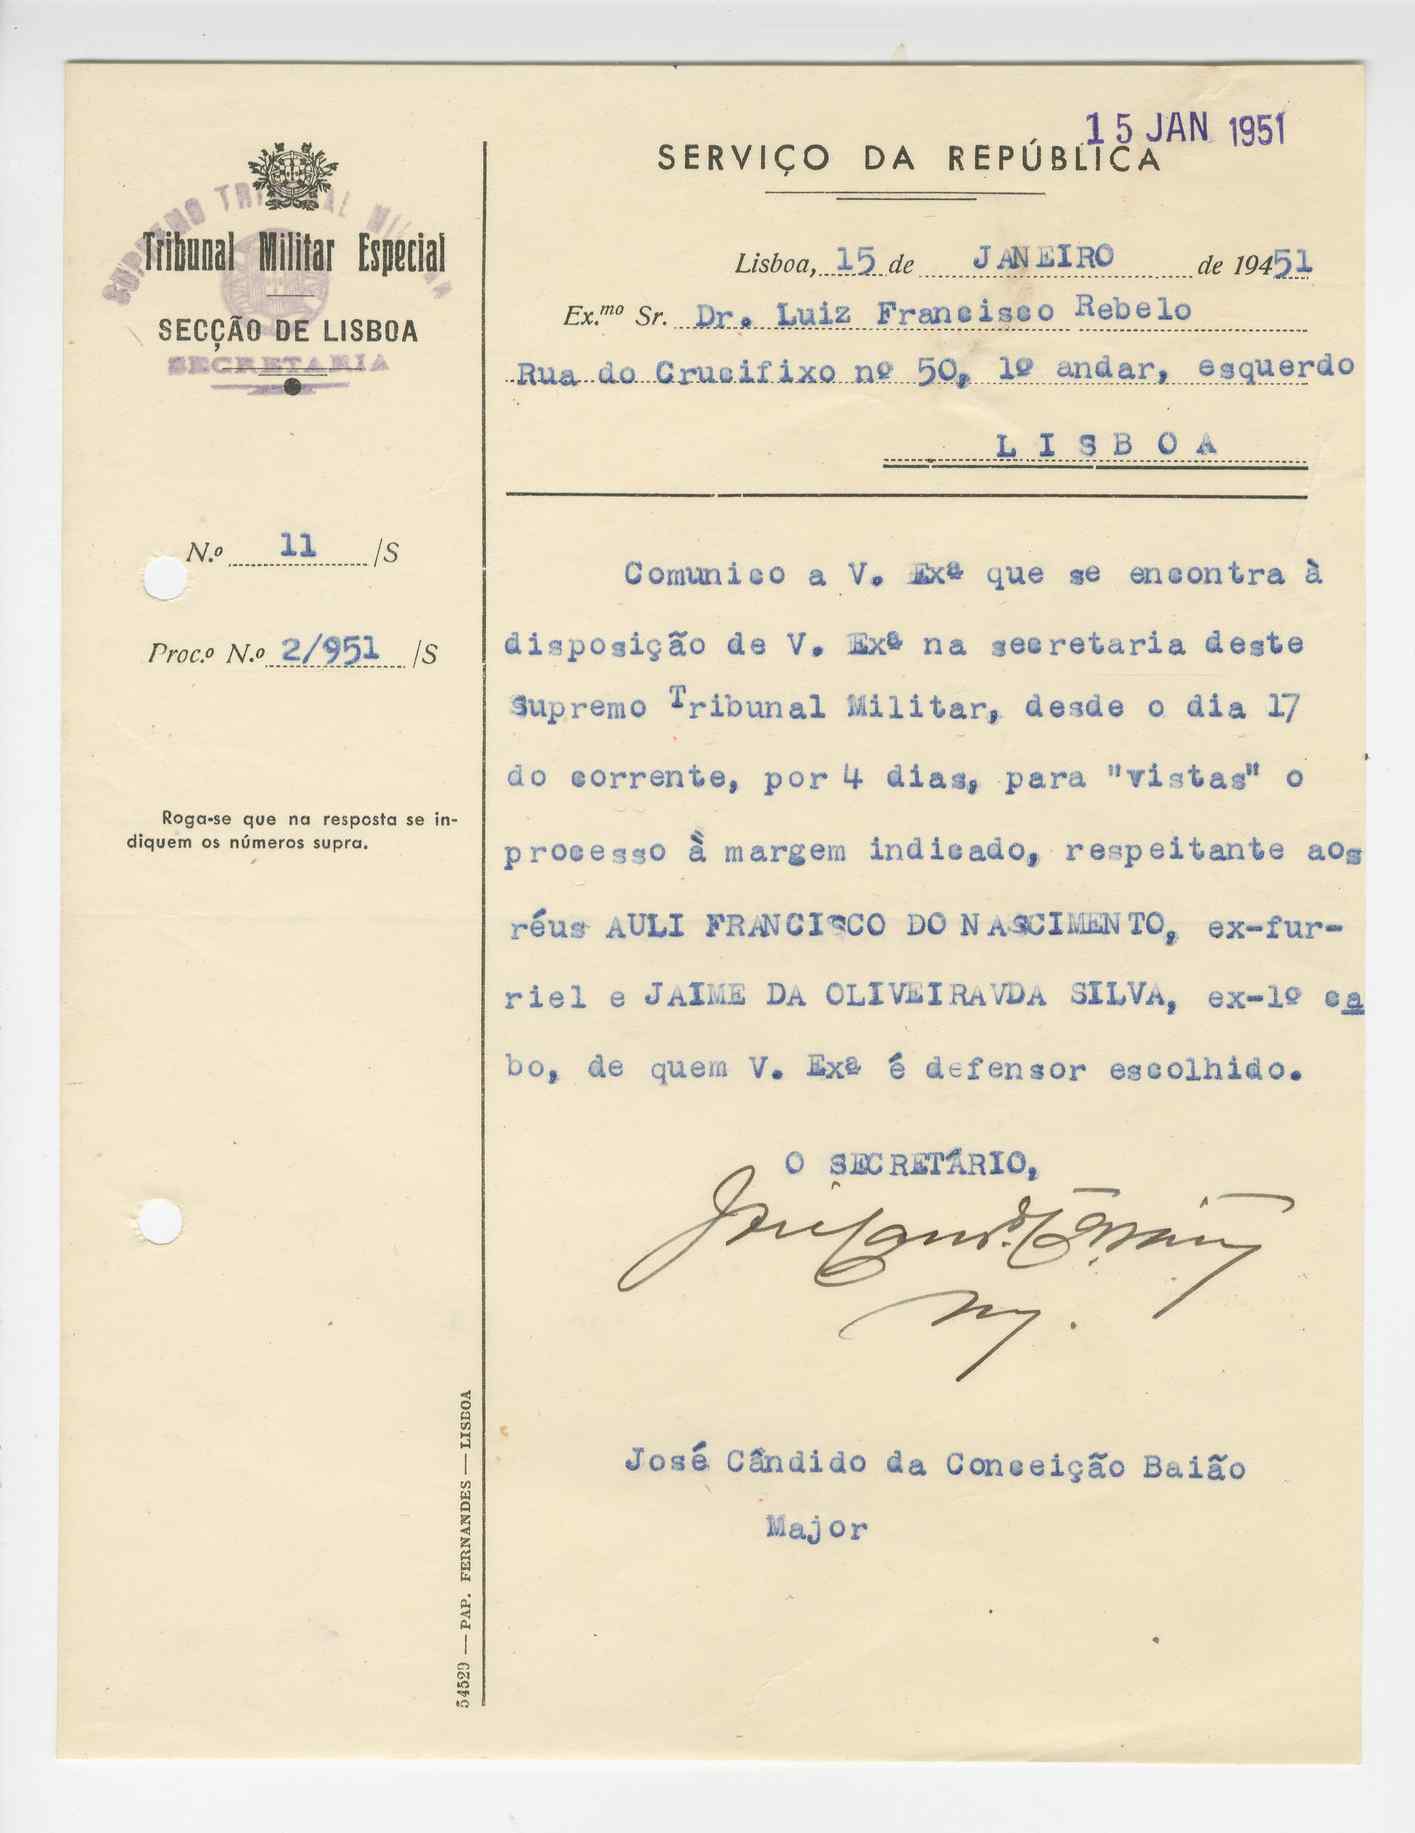 15 JAN 1951
SERVIÇO DA REPÚBLICA
SUPREMO TRIBUNAL MILITAR
Tribunal Militar Especial
SECÇÃO DE LISBOA
SECRETARIA
Lisboa, 15 de JANEIRO de 19451
Ex.mo Sr. Dr. Luiz Francisco Rebelo
Rua do Crucifixo nº 50, 1º andar, esquerdo
LISBOA
N.º 11 /S
Proc.º N.º 2/951 /S
Roga-se que na resposta se in-
diquem os números supra.
Comunico a V. Exª que se encontra à
disposição de V. Exª na secretaria deste
Supremo Tribunal Militar, desde o dia 17
do corrente, por 4 dias, para "vistas" o
processo à margem indicado, respeitante aos
réus AULI FRANCISCO DO NASCIMENTO, ex-fur-
riel e JAIME DA OLIVEIRAVDA SILVA, ex-1º ca
bo, de quem V. Exª é defensor escolhido.
O SECRETÁRIO,
José Cândido da Conceição Baião
Major
54529 — PAP. FERNANDES — LISBOA